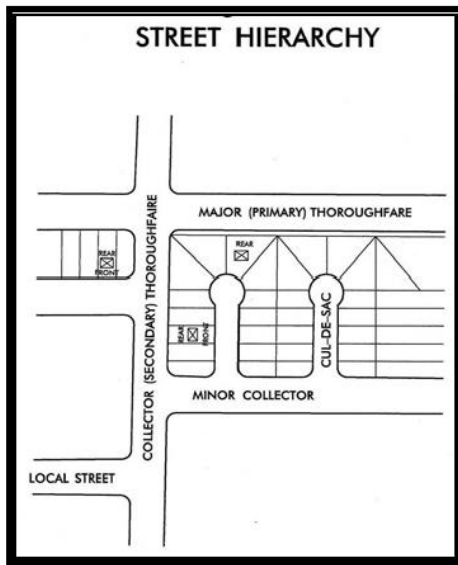 STREET HIERARCHY
MAJOR (PRIMARY) THOROUGHFARE
REAR
FRONT
REAR
COLLECTOR (SECONDARY) THOROUGHFAIRE
REAR
FRONT
CUL-DE-SAC
MINOR COLLECTOR
LOCAL STREET